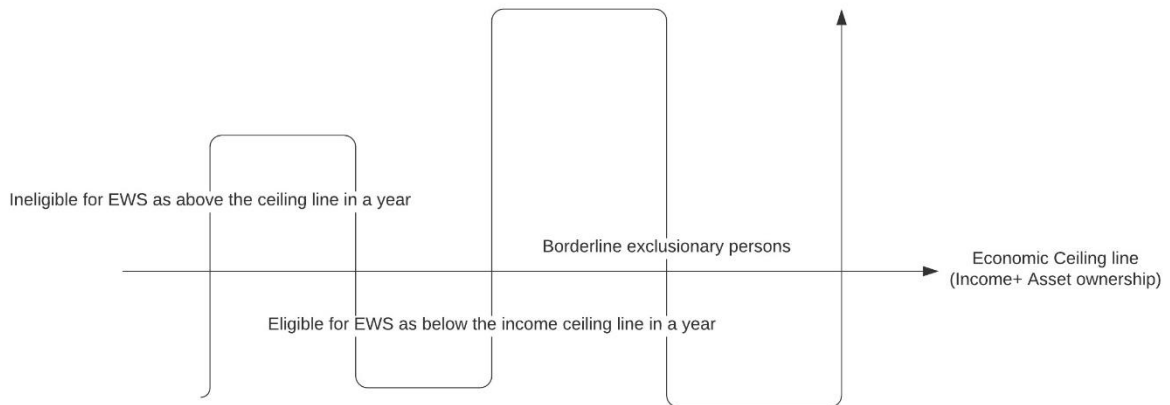 Ineligible for EWS as above the ceiling line in a year
Borderline exclusionary persons
Economic Ceiling line
(Income+ Asset ownership)
Eligible for EWS as below the income ceiling line in a year